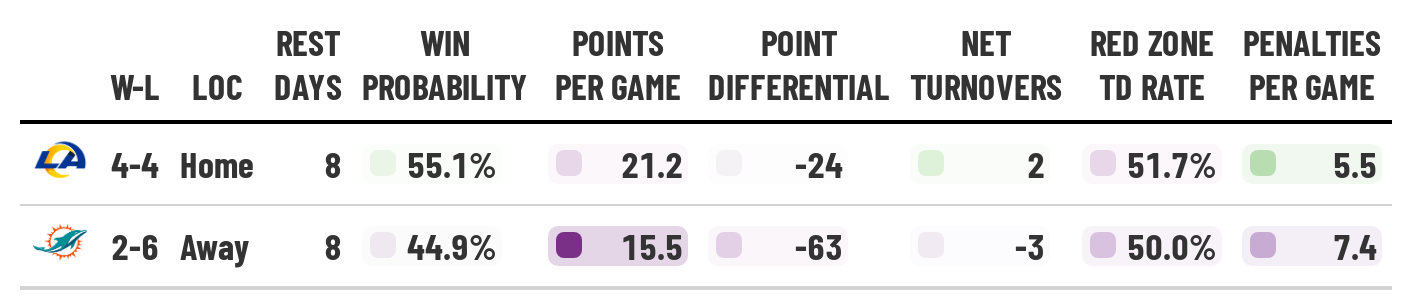 REST WIN POINTS POINT NET RED ZONE PENALTIES
W-L LOC DAYS PROBABILITY PER GAME DIFFERENTIAL TURNOVERS TD RATE PER GAME
LA 4-4 Home 8 55.1% 21.2 -24 2 51.7% 5.5
2-6 Away 8 44.9% 15.5 -63 -3 50.0% 7.4